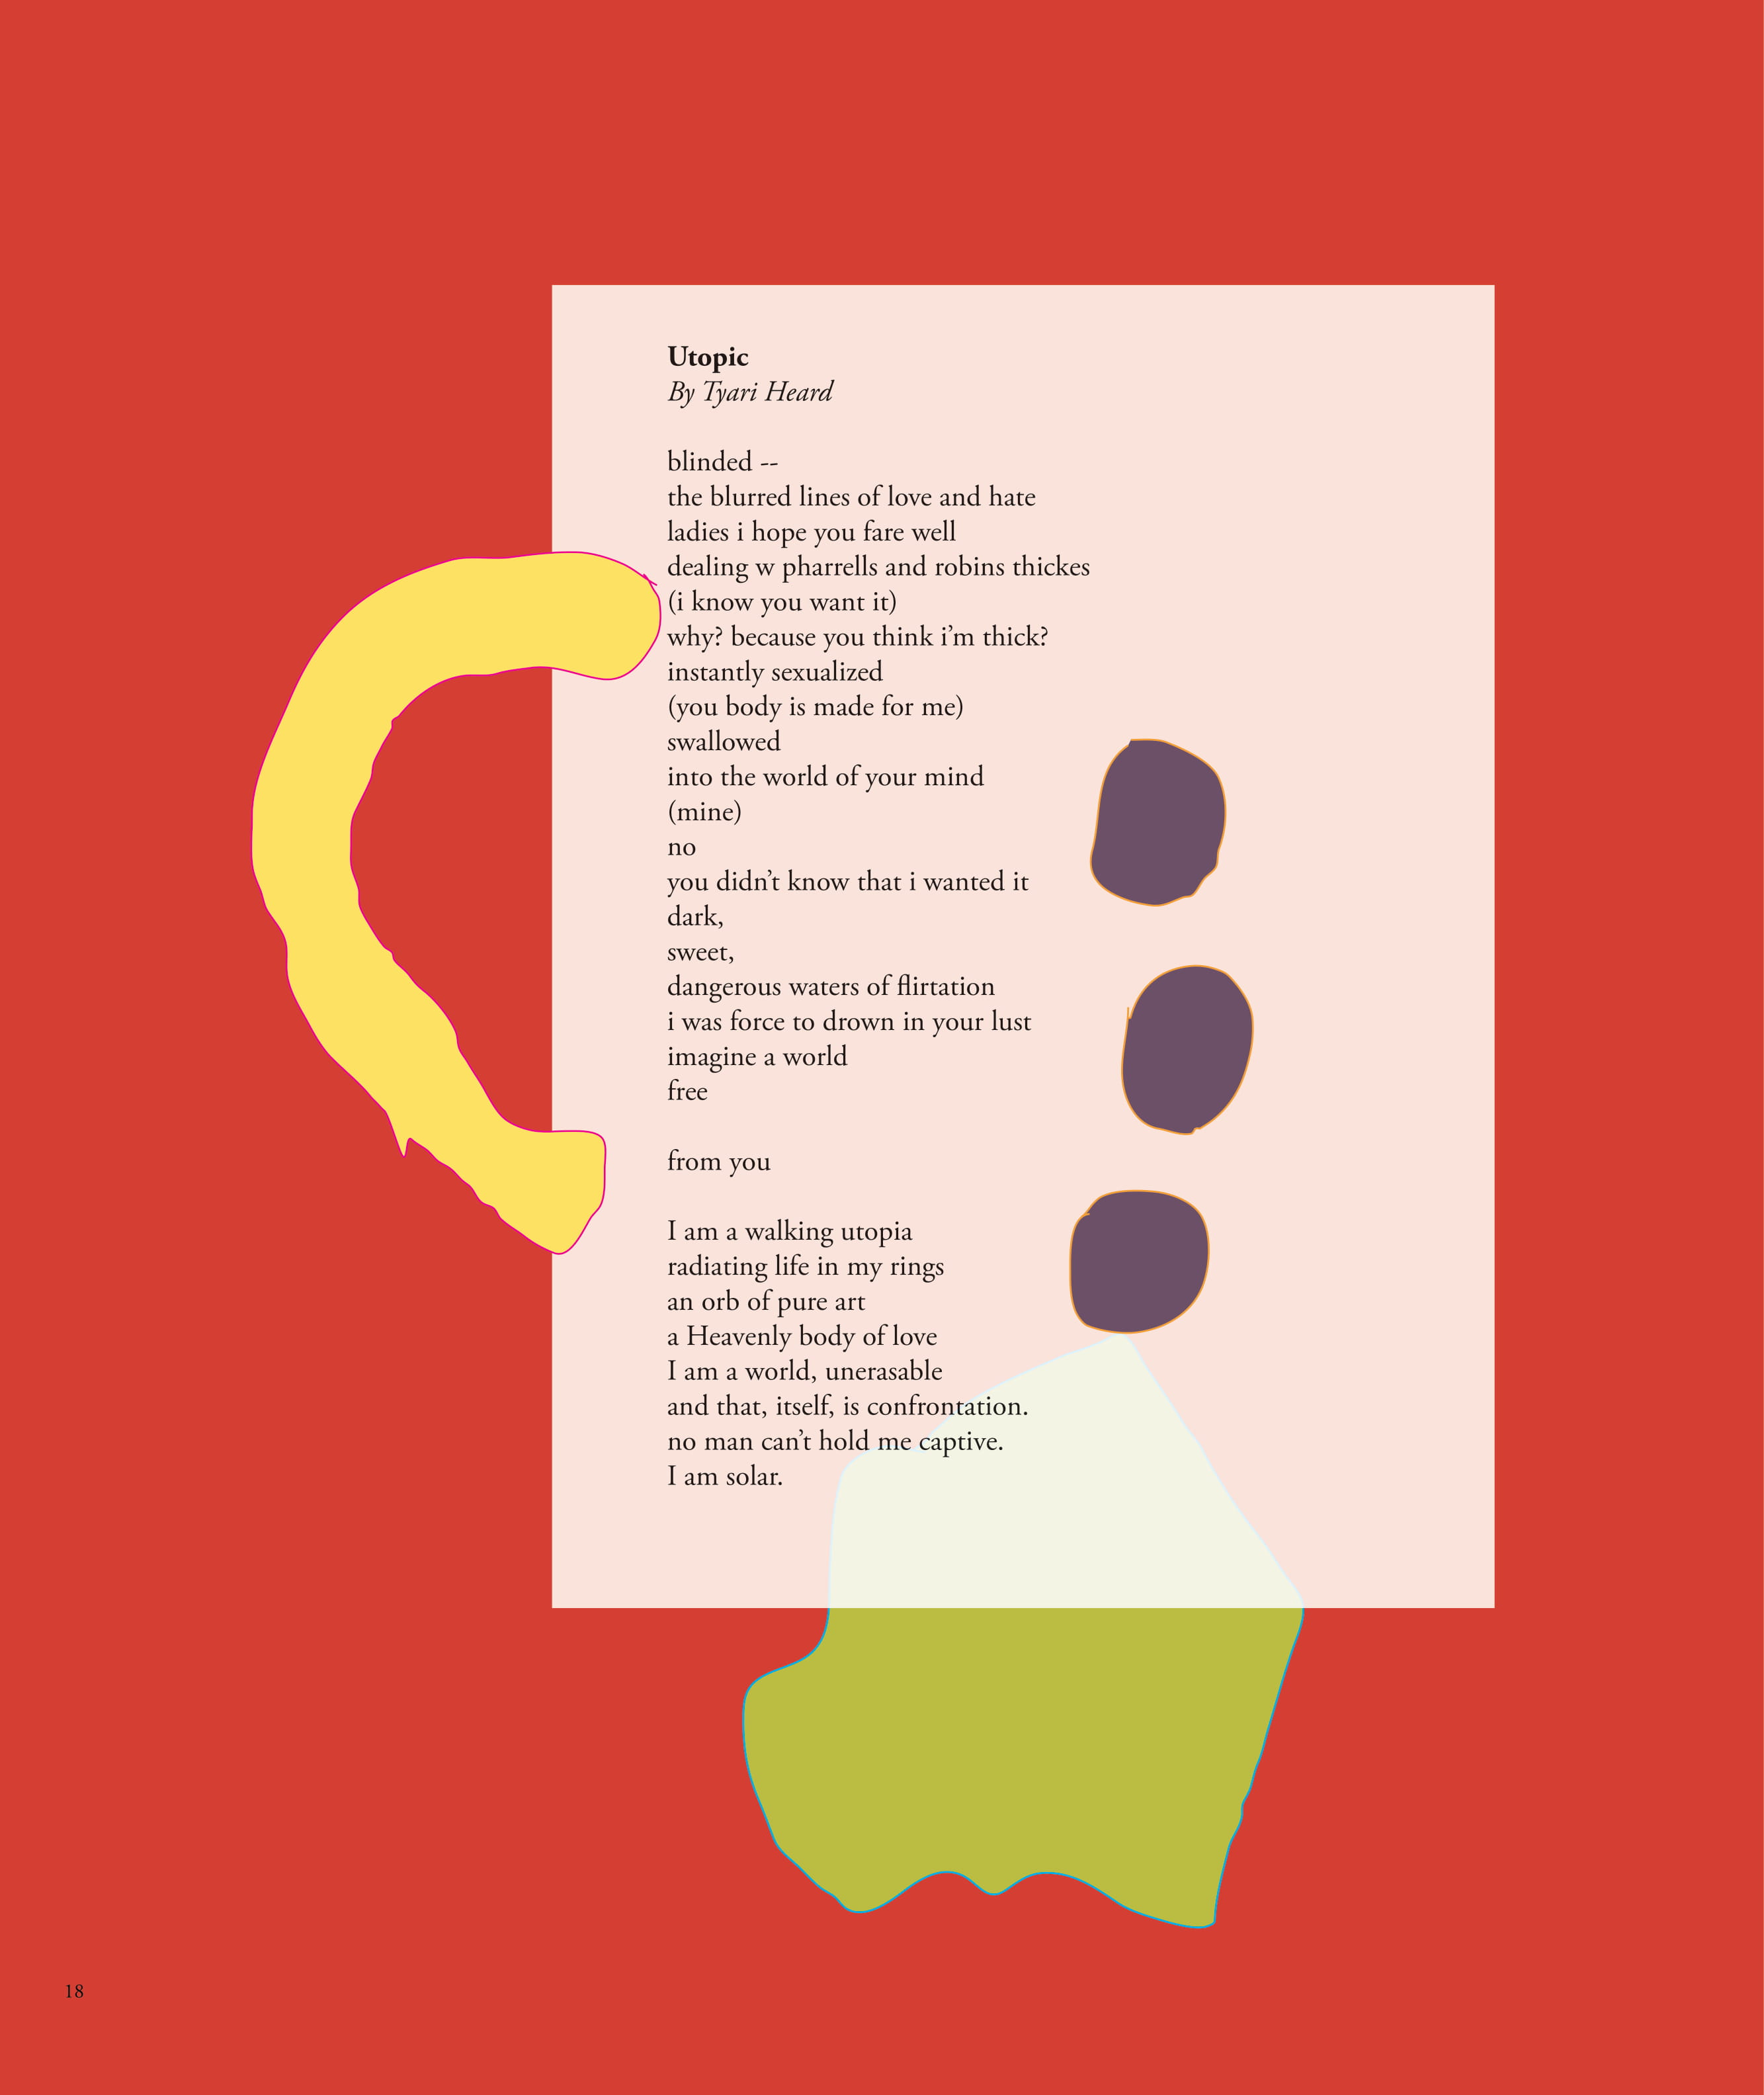 Utopic
By Tyari Heard
blinded --
the blurred lines of love and hate
ladies i hope you fare well
dealing w pharrells and robins thickes
(i know you want it)
why? because you think i’m thick?
instantly sexualized
(you body is made for me)
swallowed
into the world of your mind
(mine)
no
you didn’t know that i wanted it
dark,
sweet,
dangerous waters of flirtation
i was force to drown in your lust
imagine a world
free
from you
I am a walking utopia
radiating life in my rings
an orb of pure art
a Heavenly body of love
I am a world, unerasable
and that, itself, is confrontation.
no man can’t hold me captive.
I am solar.
18